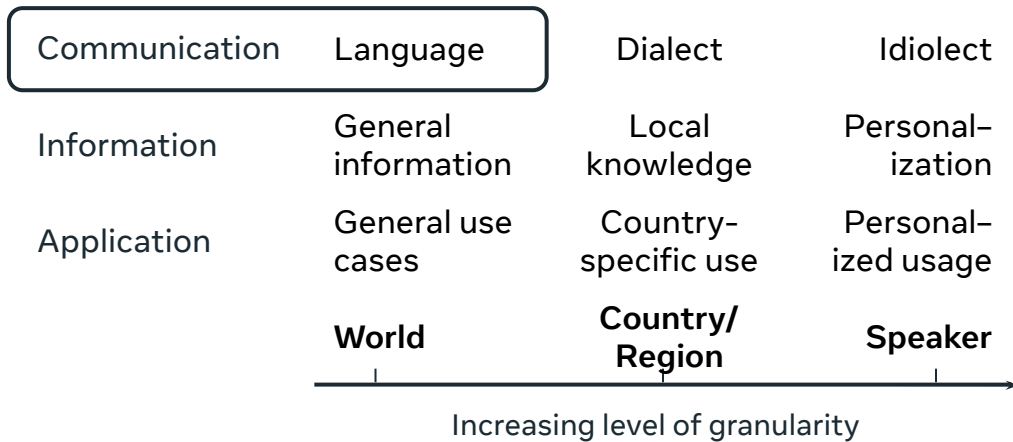 Communication Language Dialect Idiolect
General Local Personal–
Information
information knowledge ization
General use Country– Personal–
Application
cases specific use ized usage
Country/
World Speaker
Region
Increasing level of granularity